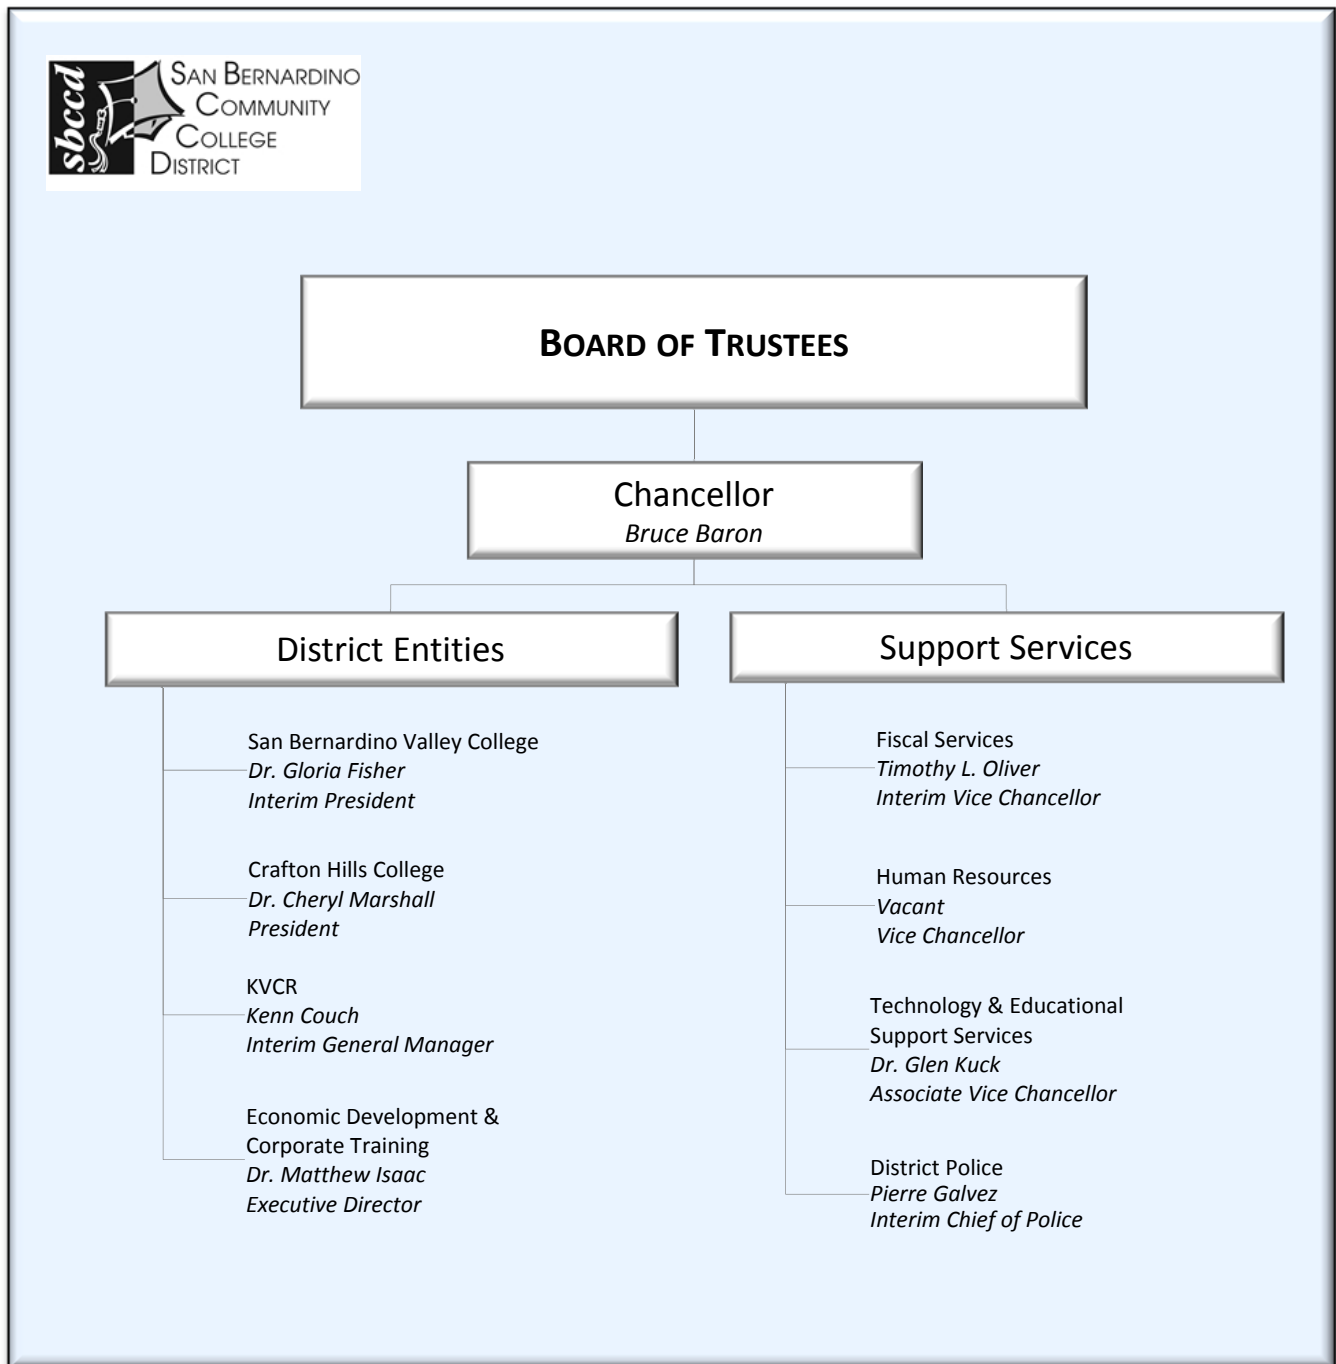 sbccd
SAN BERNARDINO
COMMUNITY
COLLEGE
DISTRICT
BOARD OF TRUSTEES
Chancellor
Bruce Baron
District Entities
San Bernardino Valley College
Dr. Gloria Fisher
Interim President
Crafton Hills College
Dr. Cheryl Marshall
President
KVCR
Kenn Couch
Interim General Manager
Economic Development &
Corporate Training
Dr. Matthew Isaac
Executive Director
Support Services
Fiscal Services
Timothy L. Oliver
Interim Vice Chancellor
Human Resources
Vacant
Vice Chancellor
Technology & Educational
Support Services
Dr. Glen Kuck
Associate Vice Chancellor
District Police
Pierre Galvez
Interim Chief of Police